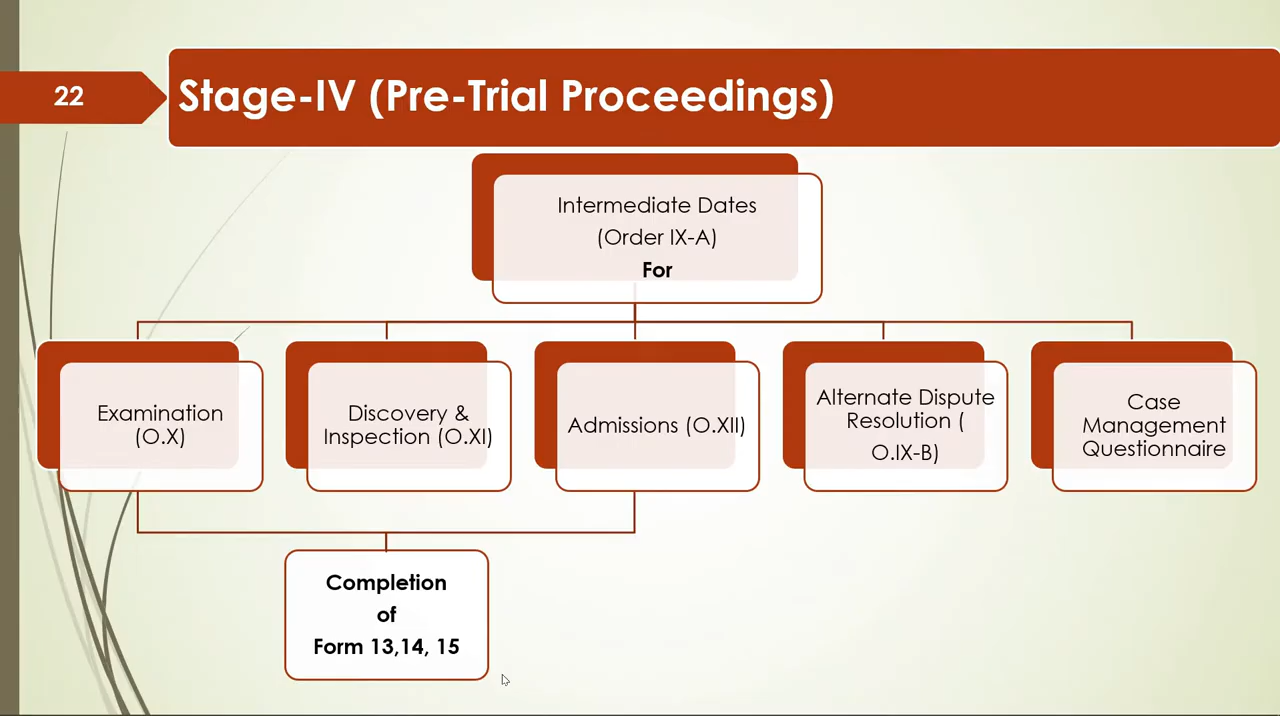 22
Stage-IV (Pre-Trial Proceedings)
Intermediate Dates
(Order IX-A)
For
Examination
(O.X)
Discovery &
Inspection (O.XI)
Admissions (O.XII)
Alternate Dispute
Resolution (
O.IX-B)
Case
Management
Questionnaire
Completion
of
Form 13,14, 15